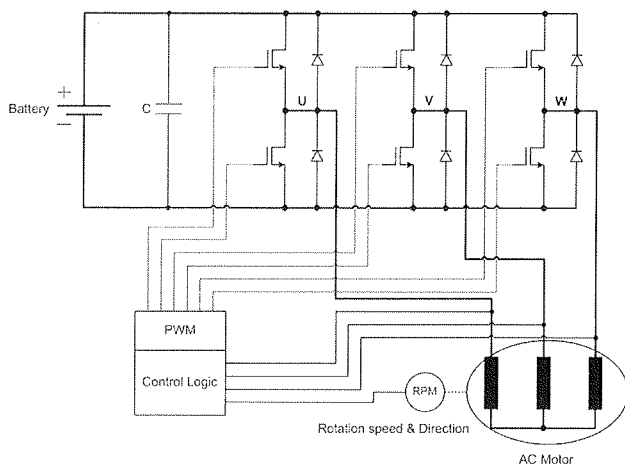 U
V
W
+
Battery
−
C
PWM
Control Logic
RPM
Rotation speed & Direction
AC Motor